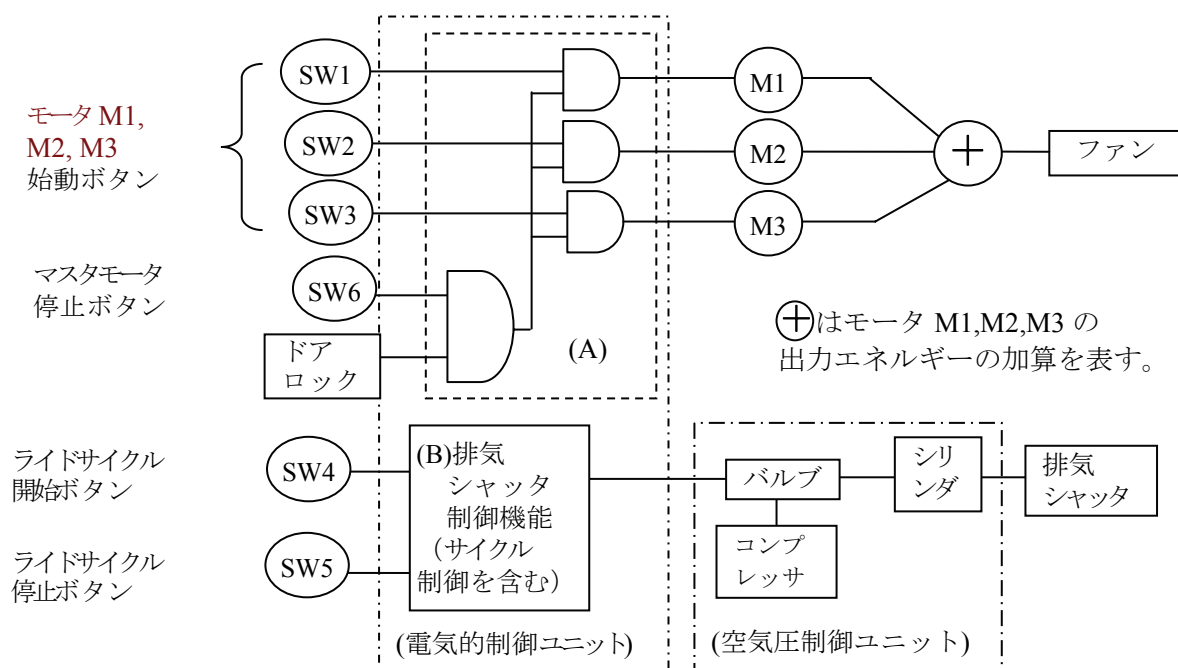 モータ M1,
M2, M3
始動ボタン
SW1
SW2
SW3
M1
M2
M3
ファン
マスタモータ
停止ボタン
SW6
ドア
ロック
(A)
はモータ M1,M2,M3 の
出力エネルギーの加算を表す。
ライドサイクル
開始ボタン
SW4
ライドサイクル
停止ボタン
SW5
(B)排気
シャッタ
制御機能
(サイクル
制御を含む)
バルブ
コンプ
レッサ
シリ
ンダ
排気
シャッタ
(電気的制御ユニット)
(空気圧制御ユニット)